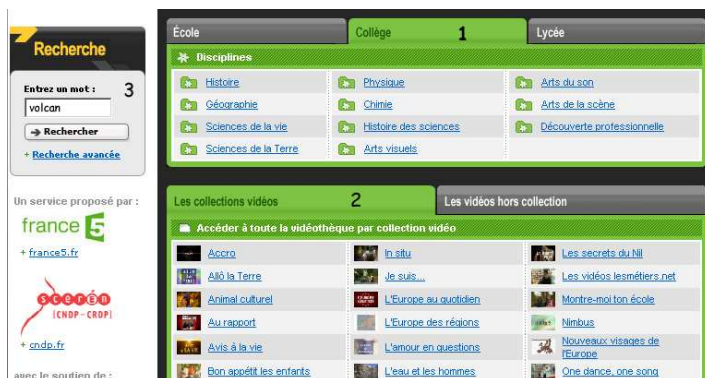 Recherche
Entrez un mot : 3
volcan
→ Rechercher
+ Recherche avancée
Un service proposé par :
france 5
+ france5.fr
scérén
[CNDP-CRDP]
+ cndp.fr
avec le soutien de :
École Collège 1 Lycée
Disciplines
Histoire Physique Arts du son
Géographie Chimie Arts de la scène
Sciences de la vie Histoire des sciences Découverte professionnelle
Sciences de la Terre Arts visuels
Les collections vidéos 2 Les vidéos hors collection
Accéder à toute la vidéothèque par collection vidéo
Accro In situ Les secrets du Nil
Allô la Terre Je suis... Les vidéos lesmétiers.net
Animal culturel L'Europe au quotidien Montre-moi ton école
Au rapport L'Europe des régions Nimbus
Avis à la vie L'amour en questions Nouveaux visages de
l'Europe
Bon appétit les enfants L'eau et les hommes One dance, one song